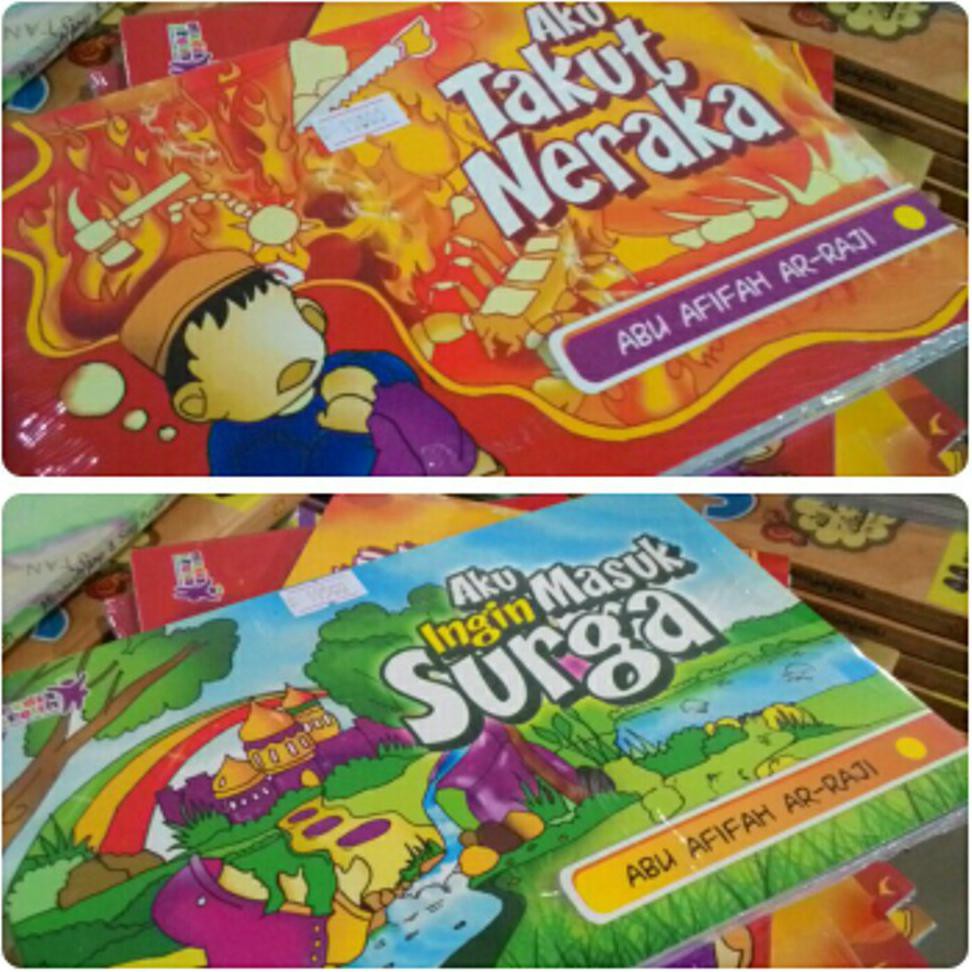 Aku
Takut
Neraka
ABU AFIFAH AR-RAJI
Aku
Ingin Masuk
Surga
ABU AFIFAH AR-RAJI